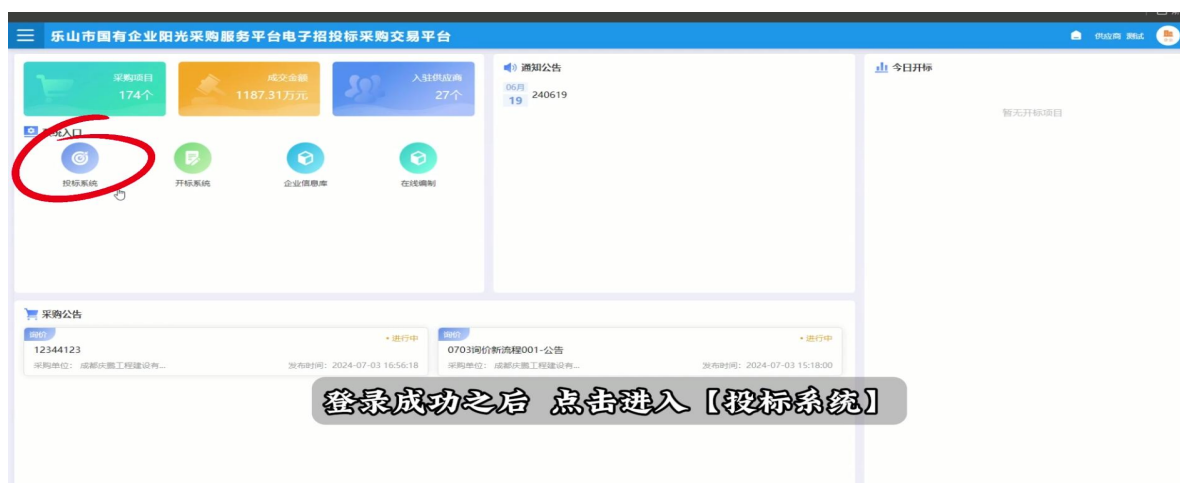 乐山市国有企业阳光采购服务平台电子招投标采购交易平台
供应商 测试
采购项目
174个
成交金额
1187.31万元
入驻供应商
27个
系统入口
投标系统
开标系统
企业信息库
在线编制
通知公告
06月
19
240619
今日开标
暂无开标项目
采购公告
询价
• 进行中
12344123
采购单位： 成都庆鹏工程建设有...
发布时间： 2024-07-03 16:56:18
询价
• 进行中
0703询价新流程001-公告
采购单位： 成都庆鹏工程建设有...
发布时间： 2024-07-03 15:18:00
登录成功之后 点击进入【投标系统】